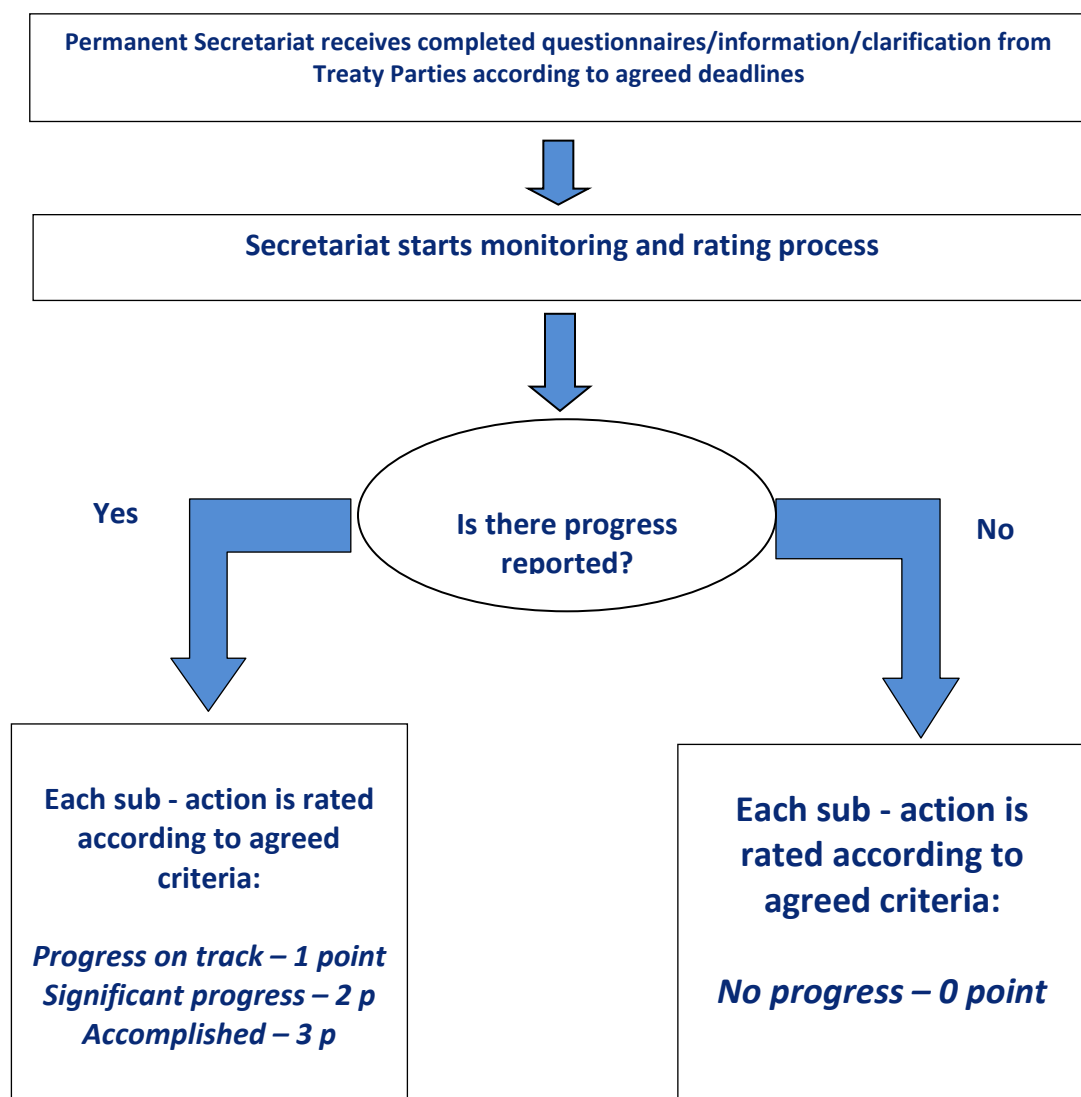 Permanent Secretariat receives completed questionnaires/information/clarification from
Treaty Parties according to agreed deadlines
Secretariat starts monitoring and rating process
Yes
Is there progress
reported?
No
Each sub - action is rated
according to agreed
criteria:
Progress on track – 1 point
Significant progress – 2 p
Accomplished – 3 p
Each sub - action is
rated according to
agreed criteria:
No progress – 0 point